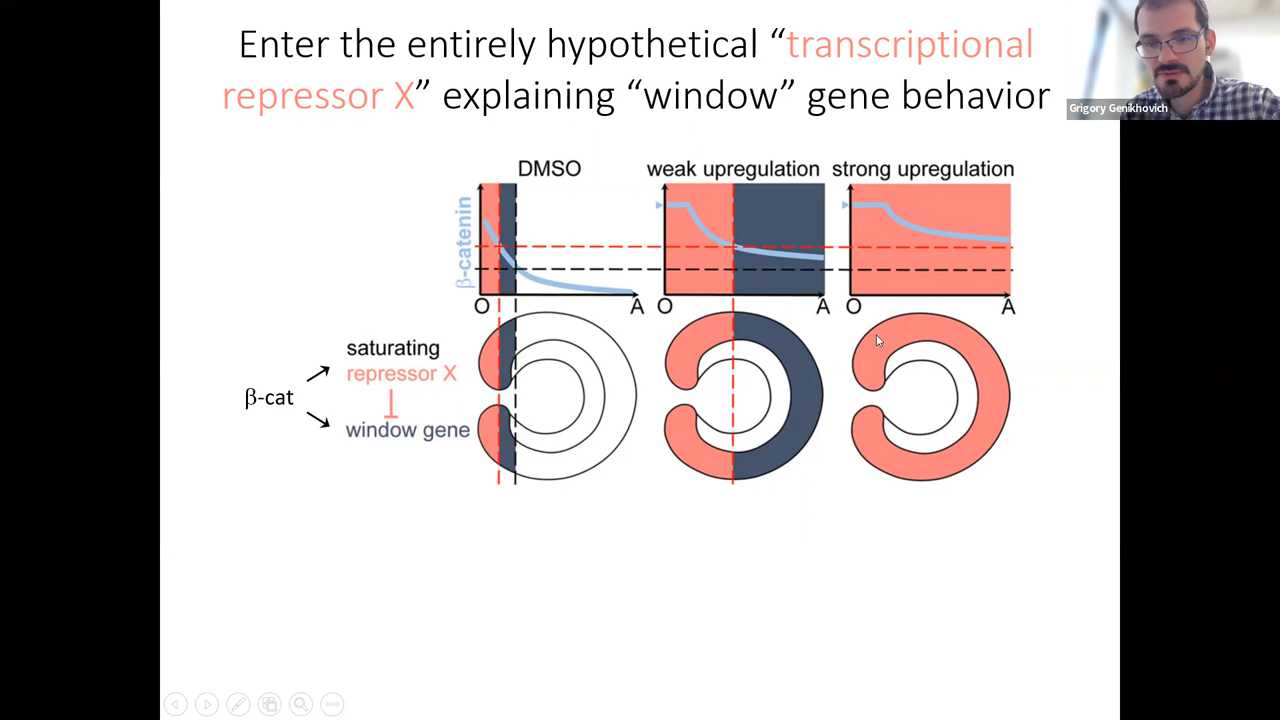 Enter the entirely hypothetical “transcriptional
repressor X” explaining “window” gene behavior
Grigory Genikhovich
DMSO
weak upregulation
strong upregulation
β-catenin
O
A
O
A
O
A
saturating
repressor X
β-cat
window gene